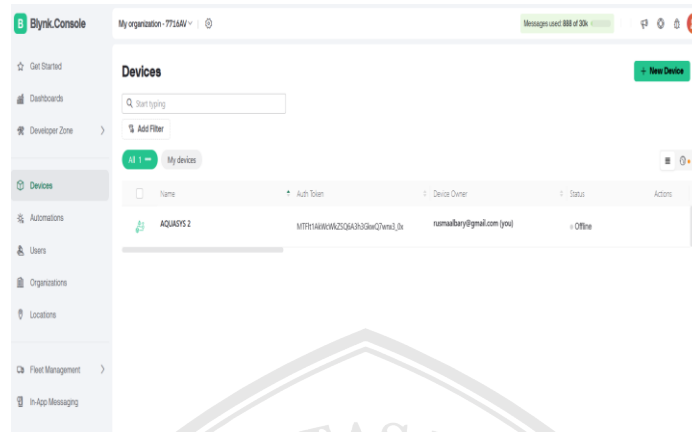 B Blynk.Console
My organization - 7716AV
Messages used: 888 of 30k
Get Started
Dashboards
Developer Zone
Devices
Automations
Users
Organizations
Locations
Fleet Management
In-App Messaging
Devices
+ New Device
Start typing
Add Filter
All 1
My devices
Name Auth Token Device Owner Status Actions
AQUASYS 2 rusmaalbary@gmail.com (you) Offline